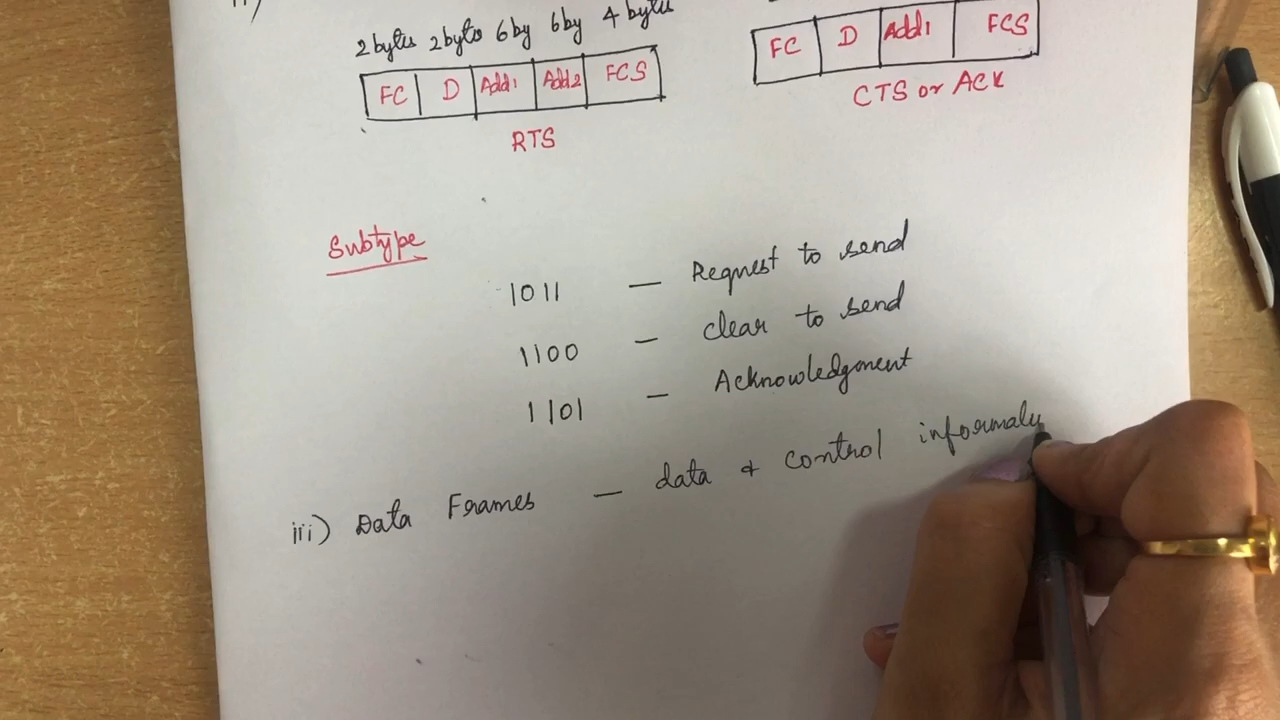 2 bytes 2 byte 6 by 6 by 4 bytes
FC D Add1 Add2 FCS
RTS
FC D Add1 FCS
CTS or ACK
Subtype
1011 — Request to send
1100 — clear to send
1101 — Acknowledgment
iii) Data Frames — data & control